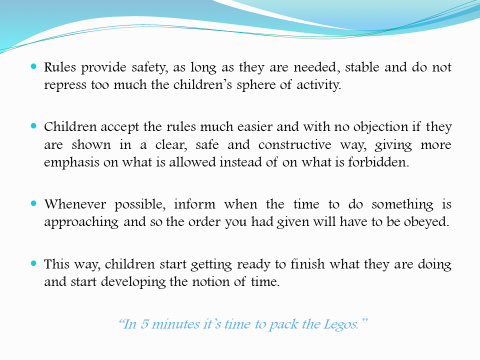 Rules provide safety, as long as they are needed, stable and do not
repress too much the children’s sphere of activity.
Children accept the rules much easier and with no objection if they
are shown in a clear, safe and constructive way, giving more
emphasis on what is allowed instead of on what is forbidden.
Whenever possible, inform when the time to do something is
approaching and so the order you had given will have to be obeyed.
This way, children start getting ready to finish what they are doing
and start developing the notion of time.
“In 5 minutes it’s time to pack the Legos.”